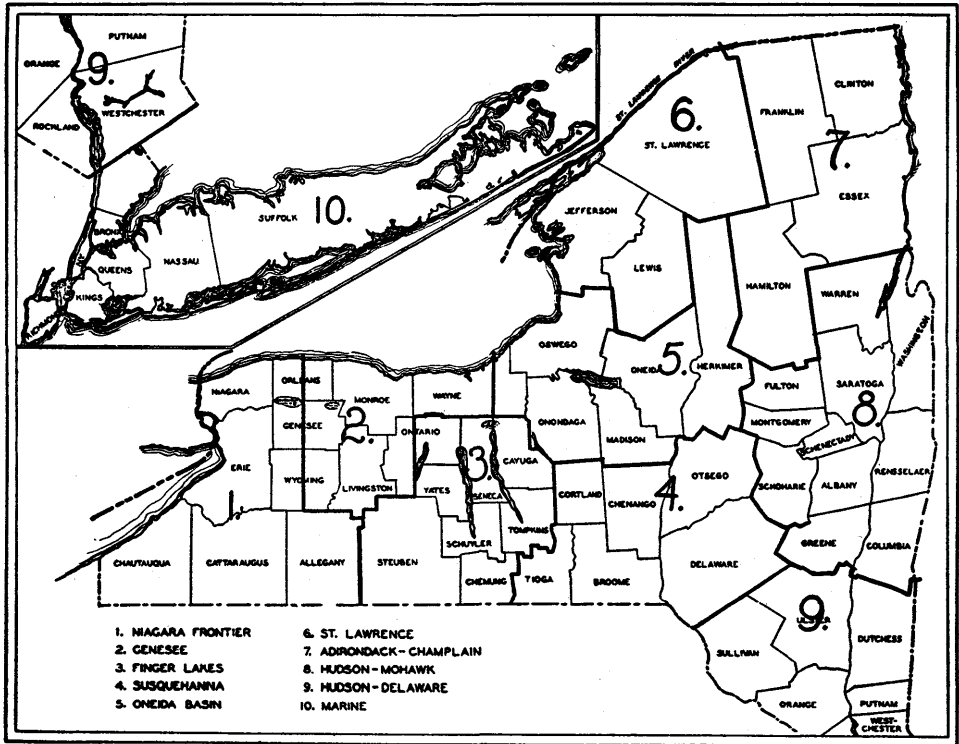 PUTNAM
ORANGE
9.
WESTCHESTER
ROCKLAND
SUFFOLK
10.
BRONX
NASSAU
QUEENS
N.Y.
KINGS
RICHMOND
ST. LAWRENCE RIVER
6.
ST. LAWRENCE
FRANKLIN
CLINTON
7.
ESSEX
JEFFERSON
LEWIS
HAMILTON
WARREN
WASHINGTON
OSWEGO
ONEIDA
5.
HERKIMER
FULTON
SARATOGA
8.
MONTGOMERY
SCHENECTADY
NIAGARA
ORLEANS
MONROE
WAYNE
GENESEE
2.
ONTARIO
ONONDAGA
MADISON
CAYUGA
3.
ERIE
WYOMING
LIVINGSTON
YATES
SENECA
CORTLAND
CHENANGO
4.
OTSEGO
SCHOHARIE
ALBANY
RENSSELAER
1.
SCHUYLER
TOMPKINS
GREENE
COLUMBIA
CHAUTAUQUA
CATTARAUGUS
ALLEGANY
STEUBEN
CHEMUNG
TIOGA
BROOME
DELAWARE
ULSTER
9.
DUTCHESS
SULLIVAN
ORANGE
PUTNAM
WEST-
CHESTER
1. NIAGARA FRONTIER
2. GENESEE
3. FINGER LAKES
4. SUSQUEHANNA
5. ONEIDA BASIN
6. ST. LAWRENCE
7. ADIRONDACK-CHAMPLAIN
8. HUDSON-MOHAWK
9. HUDSON-DELAWARE
10. MARINE